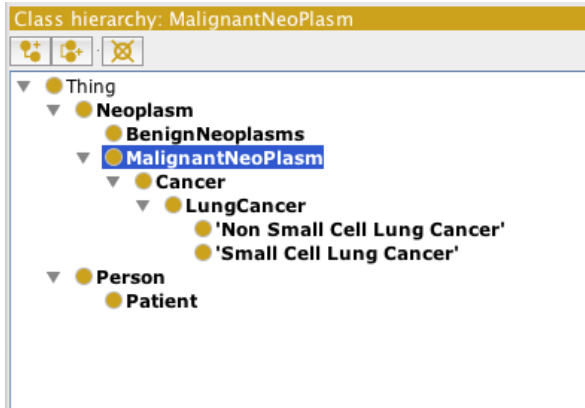 Class hierarchy: MalignantNeoPlasm
Thing
Neoplasm
BenignNeoplasms
MalignantNeoPlasm
Cancer
LungCancer
'Non Small Cell Lung Cancer'
'Small Cell Lung Cancer'
Person
Patient